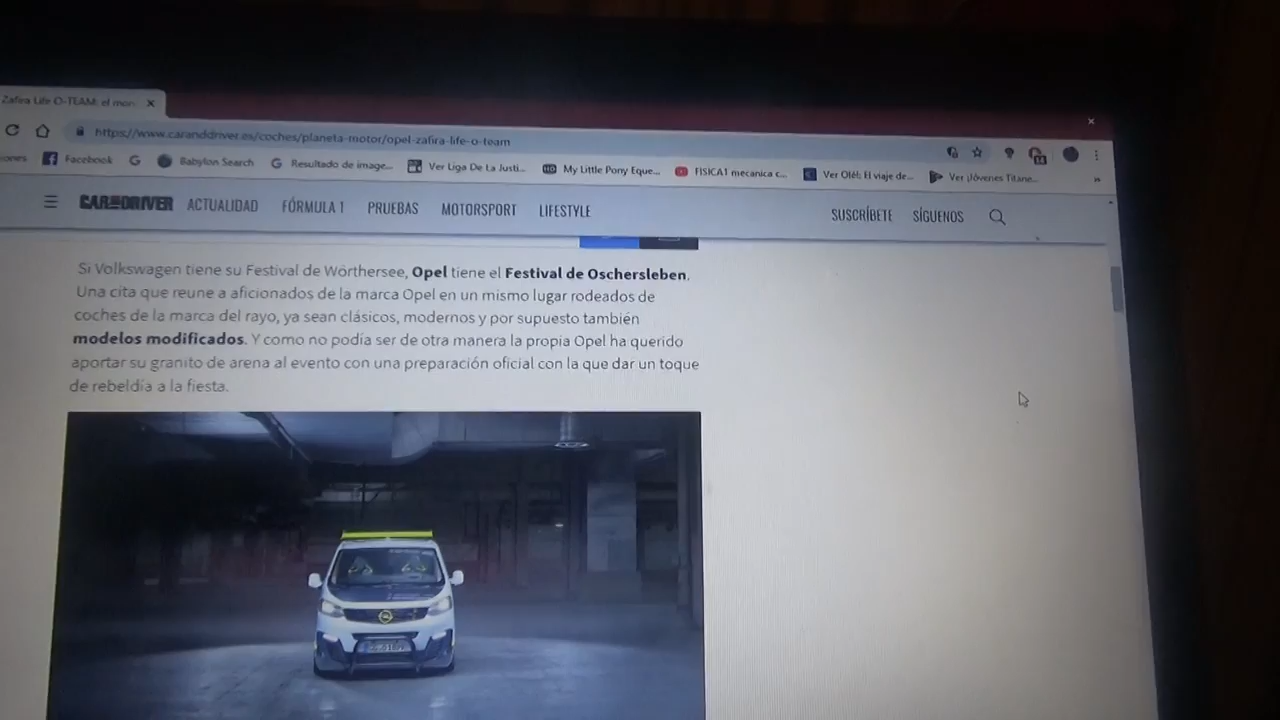 Zafira Life O-TEAM: el mon
https://www.caranddriver.es/coches/planeta-motor/opel-zafira-life-o-team
iones Facebook Babylon Search Resultado de image... Ver Liga De La Justi... My Little Pony Eque... FISICA1 mecanica c... Ver Olé!: El viaje de... Ver ¡Jóvenes Titane...
CAR AND DRIVER ACTUALIDAD FÓRMULA 1 PRUEBAS MOTORSPORT LIFESTYLE SUSCRÍBETE SÍGUENOS
Si Volkswagen tiene su Festival de Wörthersee, Opel tiene el Festival de Oschersleben.
Una cita que reune a aficionados de la marca Opel en un mismo lugar rodeados de
coches de la marca del rayo, ya sean clásicos, modernos y por supuesto también
modelos modificados. Y como no podía ser de otra manera la propia Opel ha querido
aportar su granito de arena al evento con una preparación oficial con la que dar un toque
de rebeldía a la fiesta.